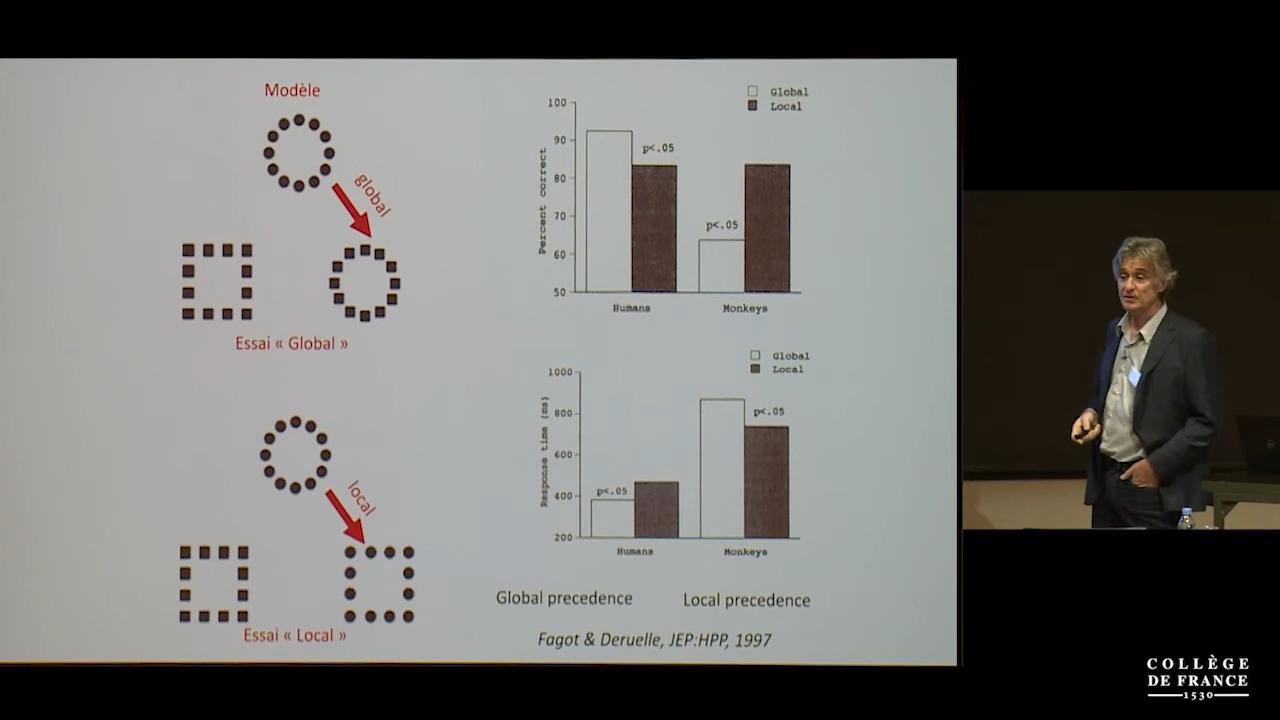 Modèle
global
Essai « Global »
local
Essai « Local »
Global
Local
100
90
80
70
60
50
Percent correct
p<.05
p<.05
Humans
Monkeys
Global
Local
1000
800
600
400
200
Response time (ms)
p<.05
p<.05
Humans
Monkeys
Global precedence
Local precedence
Fagot & Deruelle, JEP:HPP, 1997
COLLÈGE
DE FRANCE
1530